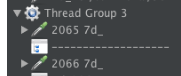 Thread Group 3
2065 7d_
-------------------
2066 7d_